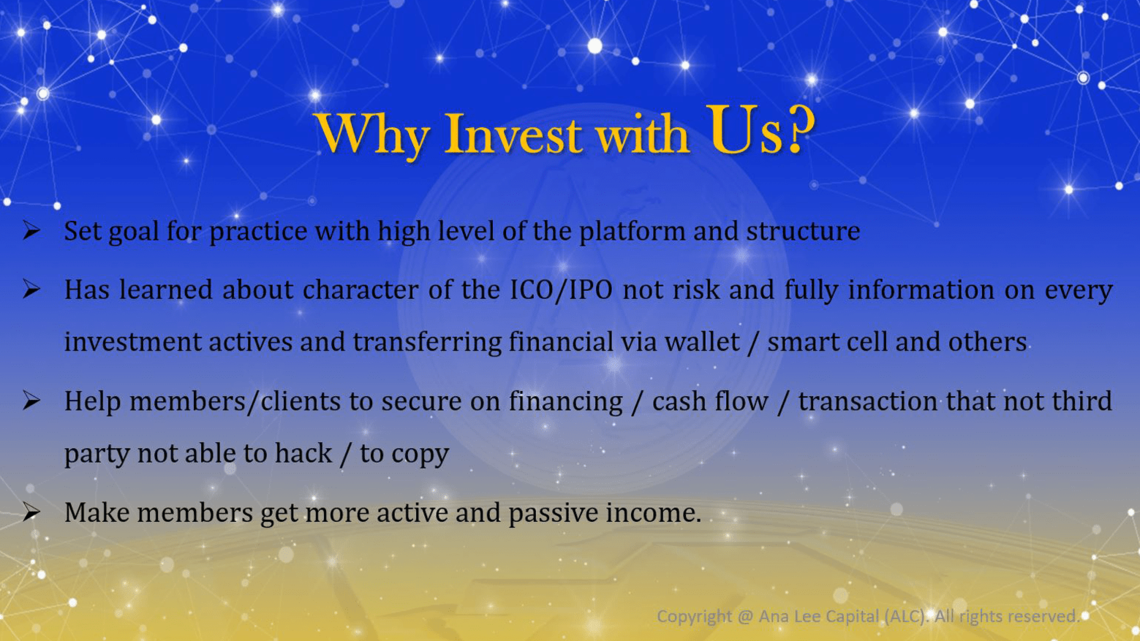 Why Invest with Us?
➢ Set goal for practice with high level of the platform and structure
➢ Has learned about character of the ICO/IPO not risk and fully information on every
investment actives and transferring financial via wallet / smart cell and others
➢ Help members/clients to secure on financing / cash flow / transaction that not third
party not able to hack / to copy
➢ Make members get more active and passive income.
Copyright @ Ana Lee Capital (ALC). All rights reserved.